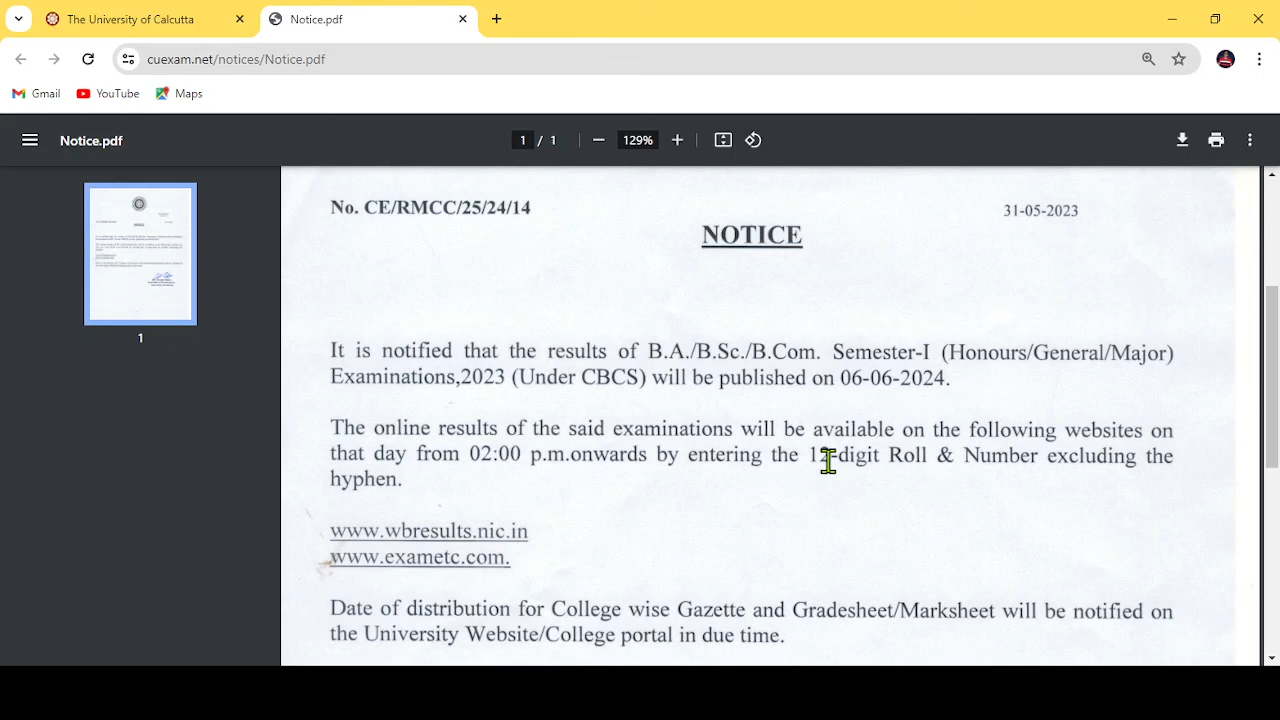 The University of Calcutta
Notice.pdf
cuexam.net/notices/Notice.pdf
Gmail
YouTube
Maps
Notice.pdf
1 / 1
129%
No. CE/RMCC/25/24/14
31-05-2023
NOTICE
It is notified that the results of B.A./B.Sc./B.Com. Semester-I (Honours/General/Major)
Examinations,2023 (Under CBCS) will be published on 06-06-2024.
The online results of the said examinations will be available on the following websites on
that day from 02:00 p.m.onwards by entering the 12-digit Roll & Number excluding the
hyphen.
www.wbresults.nic.in
www.exametc.com.
Date of distribution for College wise Gazette and Gradesheet/Marksheet will be notified on
the University Website/College portal in due time.
1